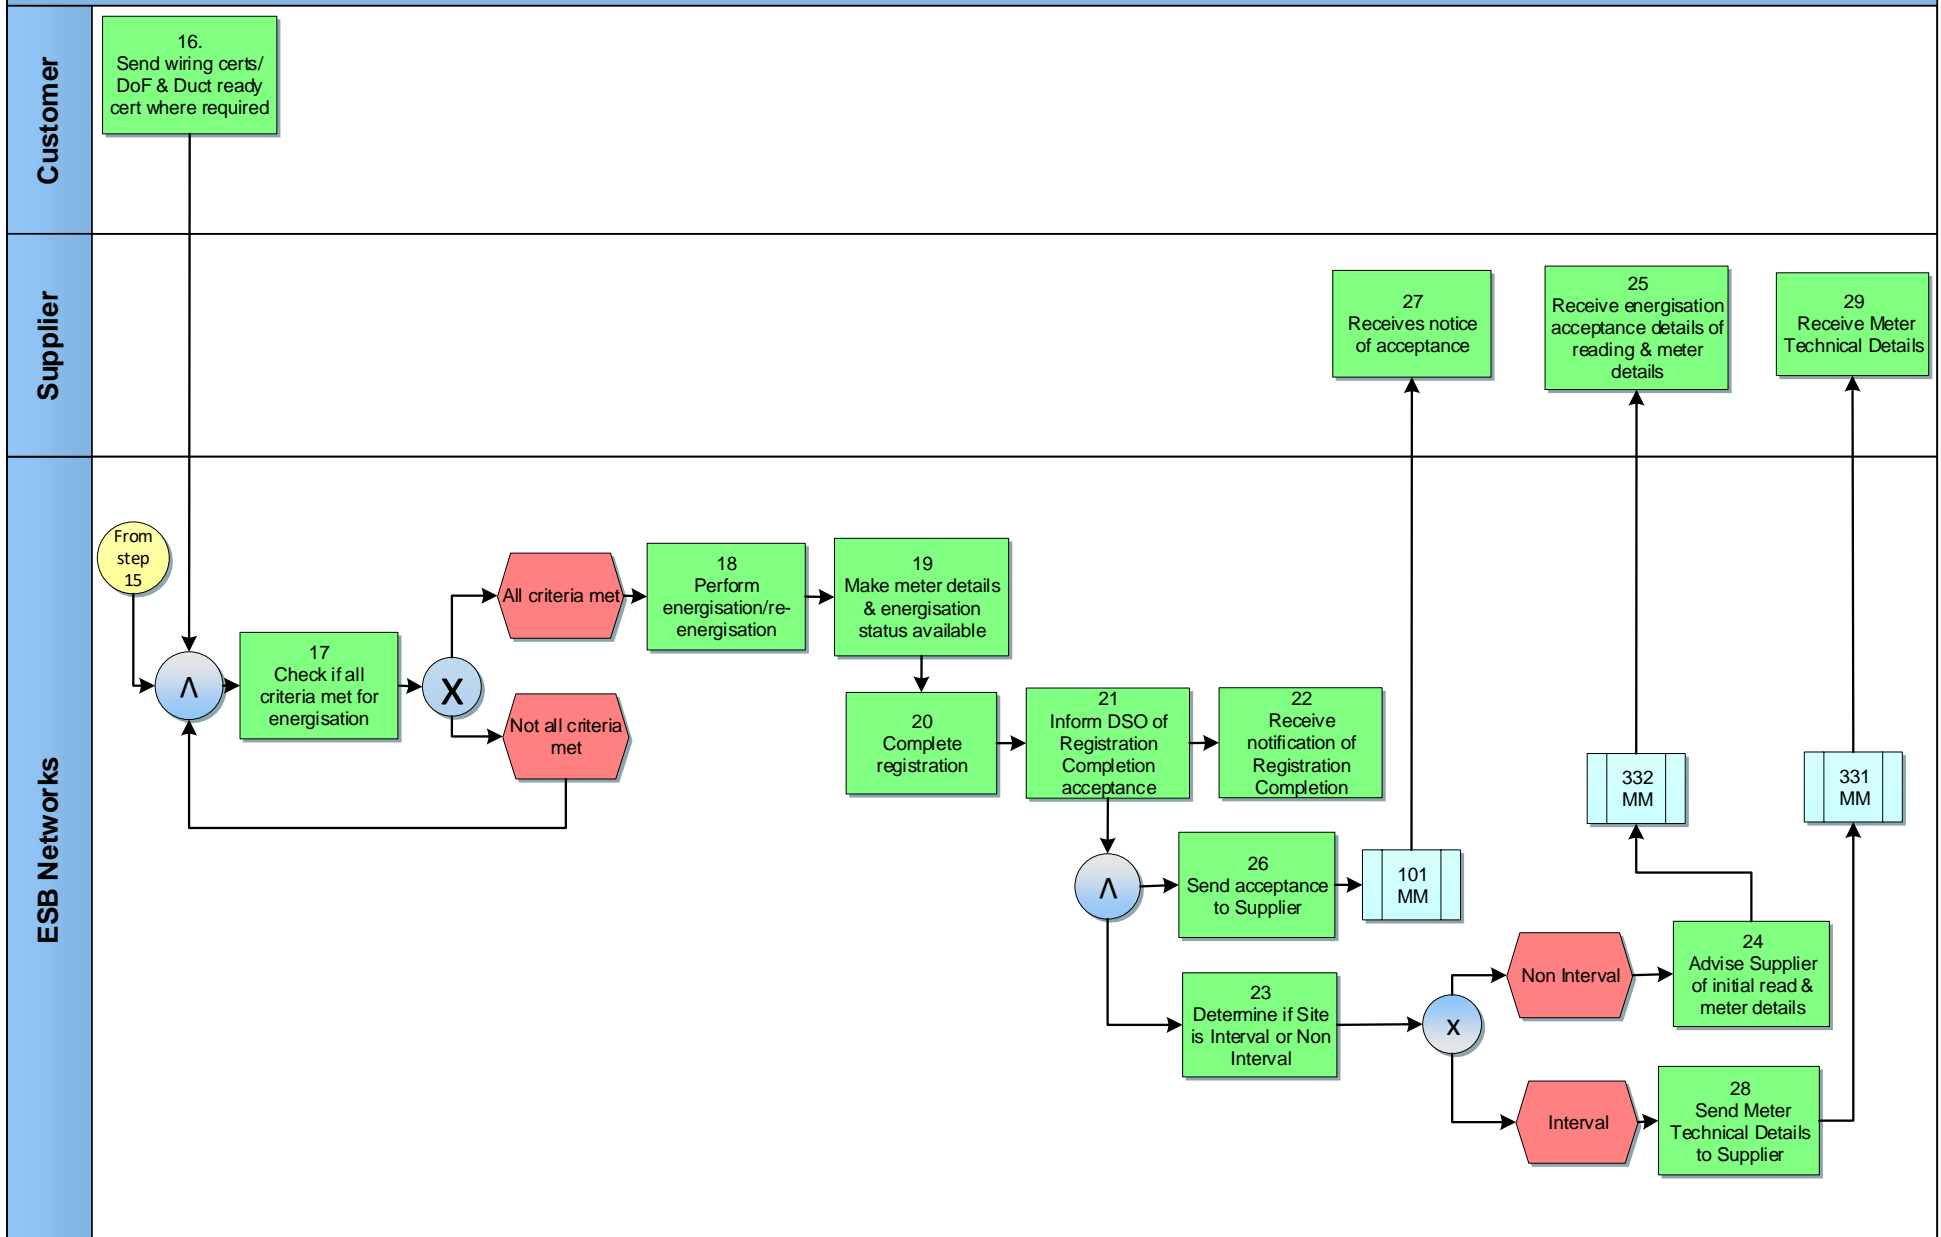 Customer
16.
Send wiring certs/
DoF & Duct ready
cert where required
Supplier
27
Receives notice
of acceptance
25
Receive energisation
acceptance details of
reading & meter
details
29
Receive Meter
Technical Details
ESB Networks
From
step
15
Λ
17
Check if all
criteria met for
energisation
X
All criteria met
Not all criteria
met
18
Perform
energisation/re-
energisation
19
Make meter details
& energisation
status available
20
Complete
registration
21
Inform DSO of
Registration
Completion
acceptance
22
Receive
notification of
Registration
Completion
Λ
26
Send acceptance
to Supplier
101
MM
23
Determine if Site
is Interval or Non
Interval
x
Non Interval
24
Advise Supplier
of initial read &
meter details
332
MM
Interval
28
Send Meter
Technical Details
to Supplier
331
MM